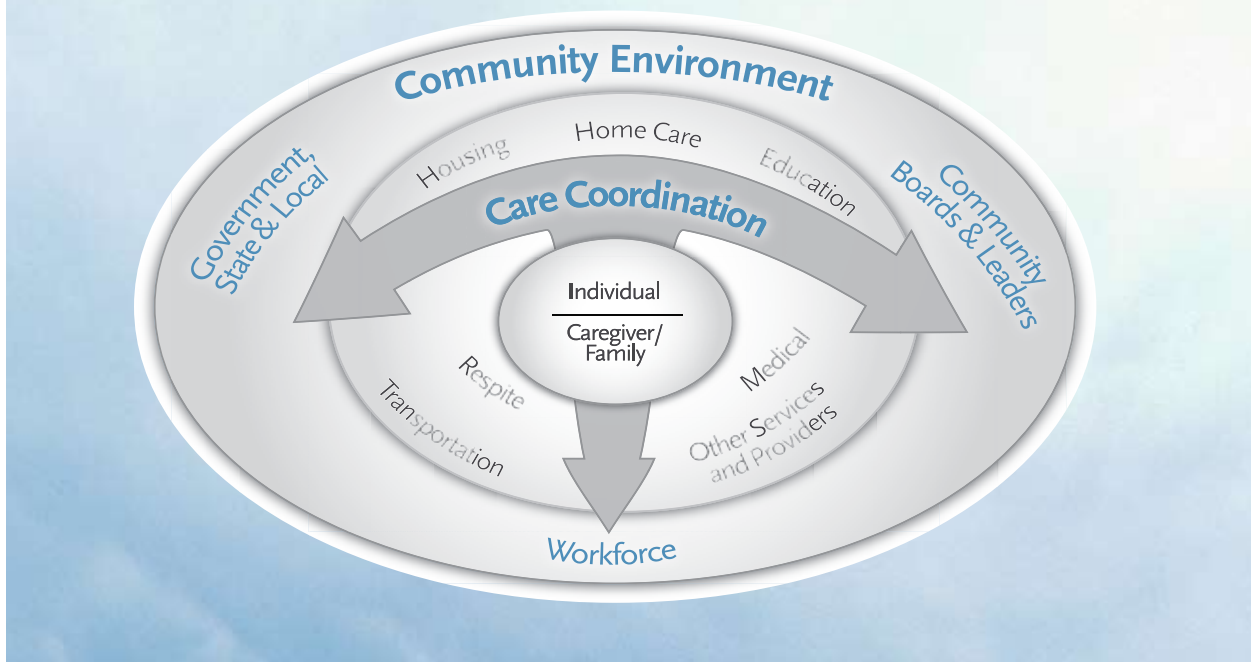 Community Environment
Government,
State & Local
Housing
Home Care
Education
Community
Boards & Leaders
Care Coordination
Individual
Caregiver/
Family
Respite
Medical
Transportation
Other Services
and Providers
Workforce